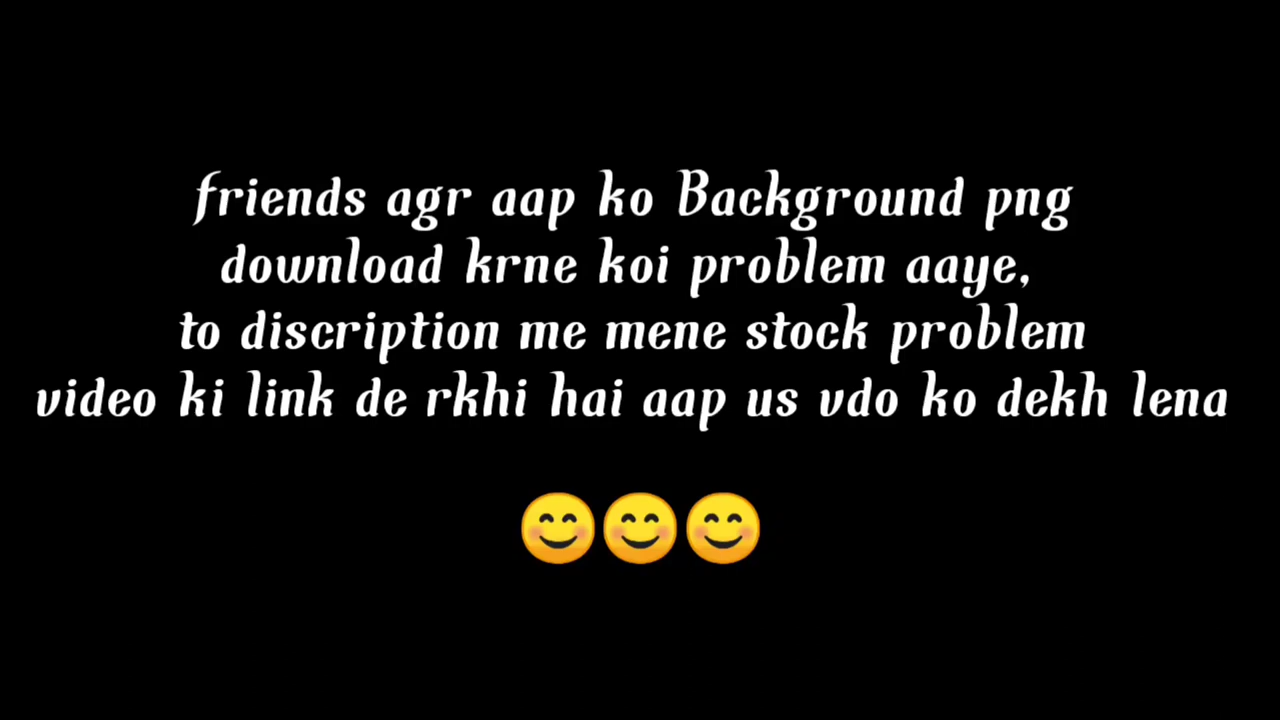 friends agr aap ko Background png
download krne koi problem aaye,
to discription me mene stock problem
video ki link de rkhi hai aap us vdo ko dekh lena
😊😊😊